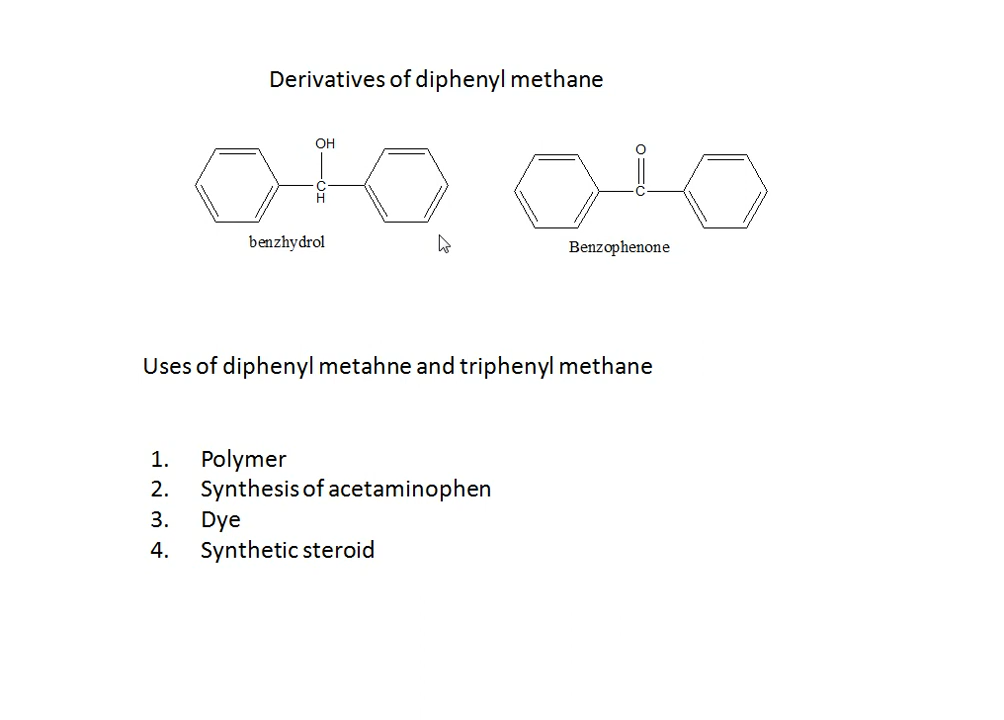 Derivatives of diphenyl methane
OH
C
H
benzhydrol
O
C
Benzophenone
Uses of diphenyl metahne and triphenyl methane
1. Polymer
2. Synthesis of acetaminophen
3. Dye
4. Synthetic steroid